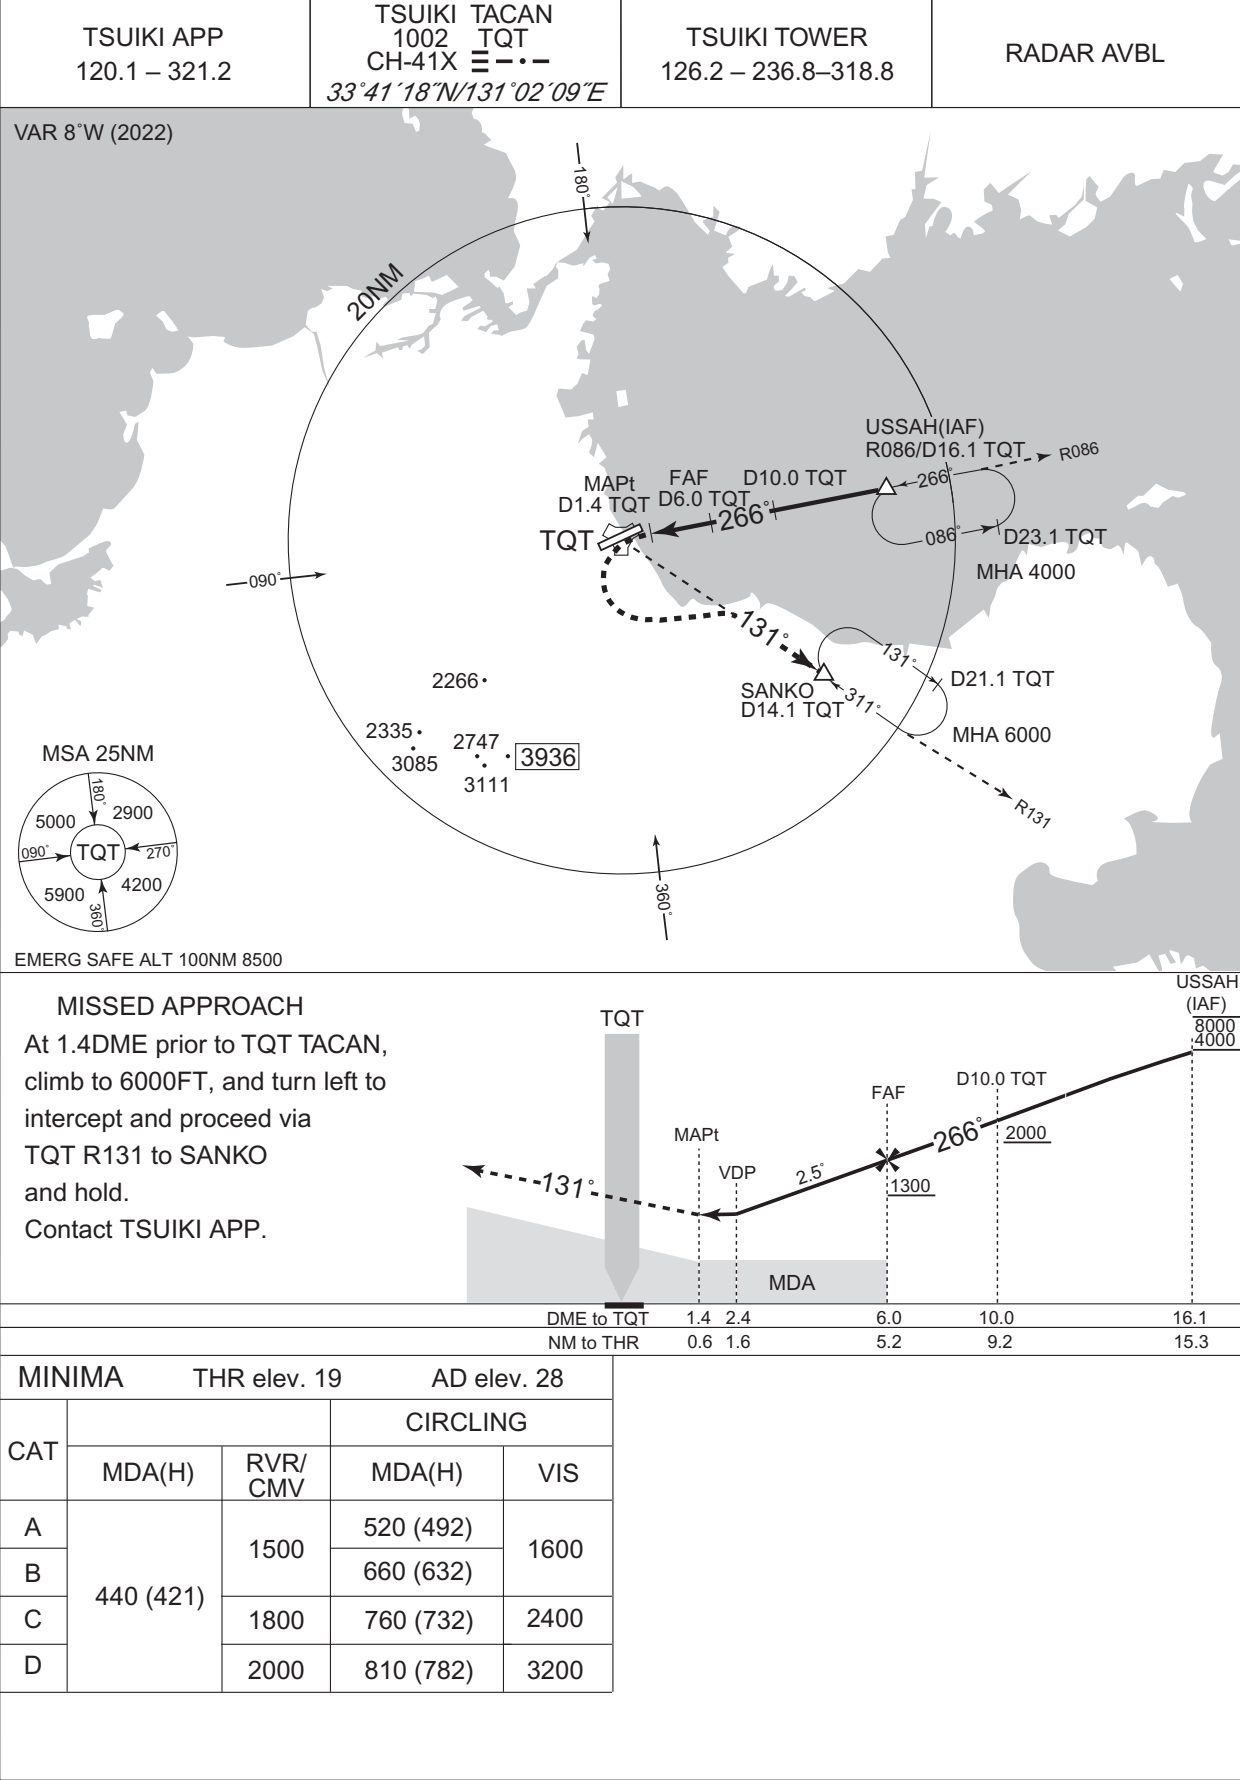 TSUIKI APP
120.1 – 321.2
TSUIKI TACAN
1002 TQT
CH-41X
33˚41´18˝N/131˚02´09˝E
TSUIKI TOWER
126.2 – 236.8–318.8
RADAR AVBL
VAR 8˚W (2022)
180˚
20NM
USSAH(IAF)
R086/D16.1 TQT
R086
266˚
MAPt
D1.4 TQT
FAF
D6.0 TQT
D10.0 TQT
266˚
086˚
D23.1 TQT
MHA 4000
TQT
090˚
131˚
131˚
D21.1 TQT
SANKO
D14.1 TQT
311˚
MHA 6000
R131
2266
2335
3085
2747
3936
3111
360˚
MSA 25NM
180˚
5000
2900
090˚
TQT
270˚
5900
4200
360˚
EMERG SAFE ALT 100NM 8500
MISSED APPROACH
At 1.4DME prior to TQT TACAN,
climb to 6000FT, and turn left to
intercept and proceed via
TQT R131 to SANKO
and hold.
Contact TSUIKI APP.
USSAH
(IAF)
8000
4000
TQT
D10.0 TQT
FAF
266˚
2000
MAPt
VDP
2.5˚
1300
131˚
MDA
DME to TQT 1.4 2.4 6.0 10.0 16.1
NM to THR 0.6 1.6 5.2 9.2 15.3
MINIMA THR elev. 19 AD elev. 28
CAT
CIRCLING
MDA(H)
RVR/
CMV
MDA(H)
VIS
A
B
C
D
440 (421)
1500
1800
2000
520 (492)
660 (632)
760 (732)
810 (782)
1600
2400
3200